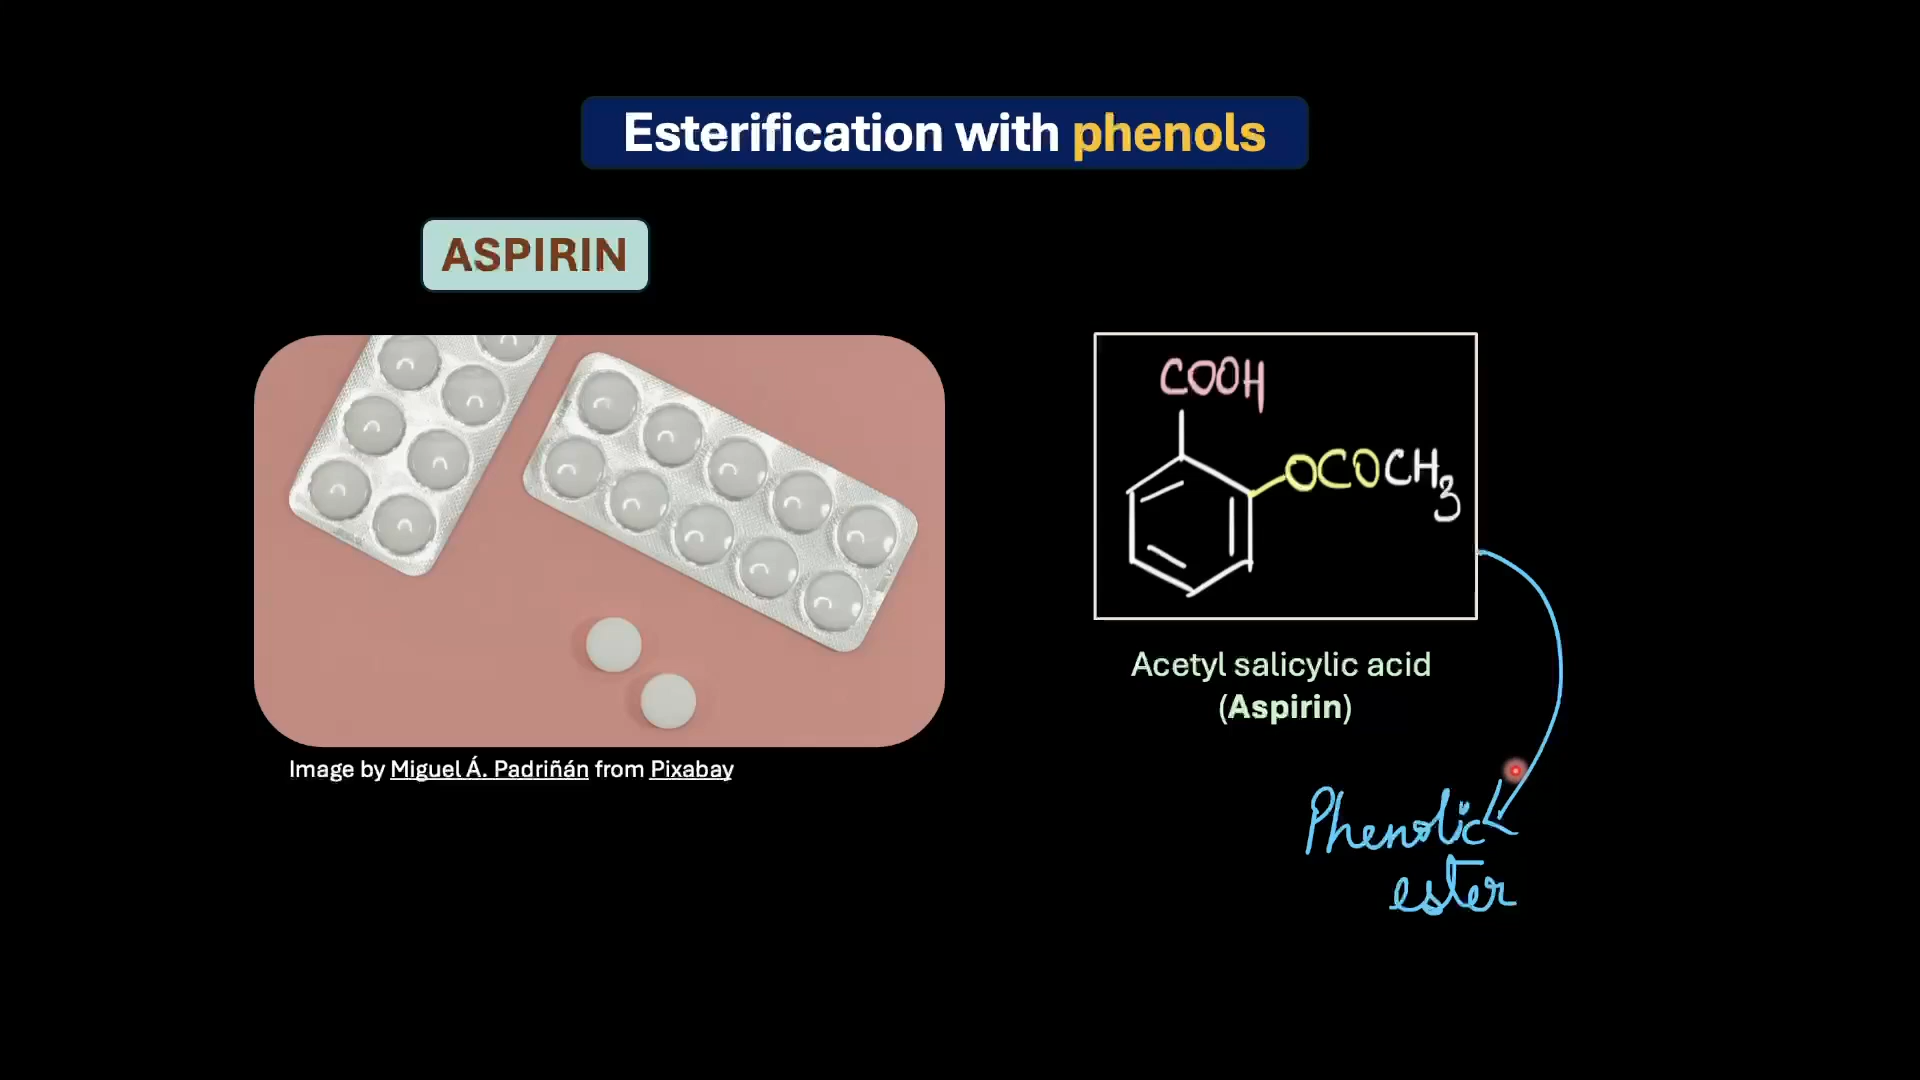 Esterification with phenols
ASPIRIN
COOH
OCOCH3
Acetyl salicylic acid
(Aspirin)
Image by Miguel Á. Padriñán from Pixabay
Phenolic
ester